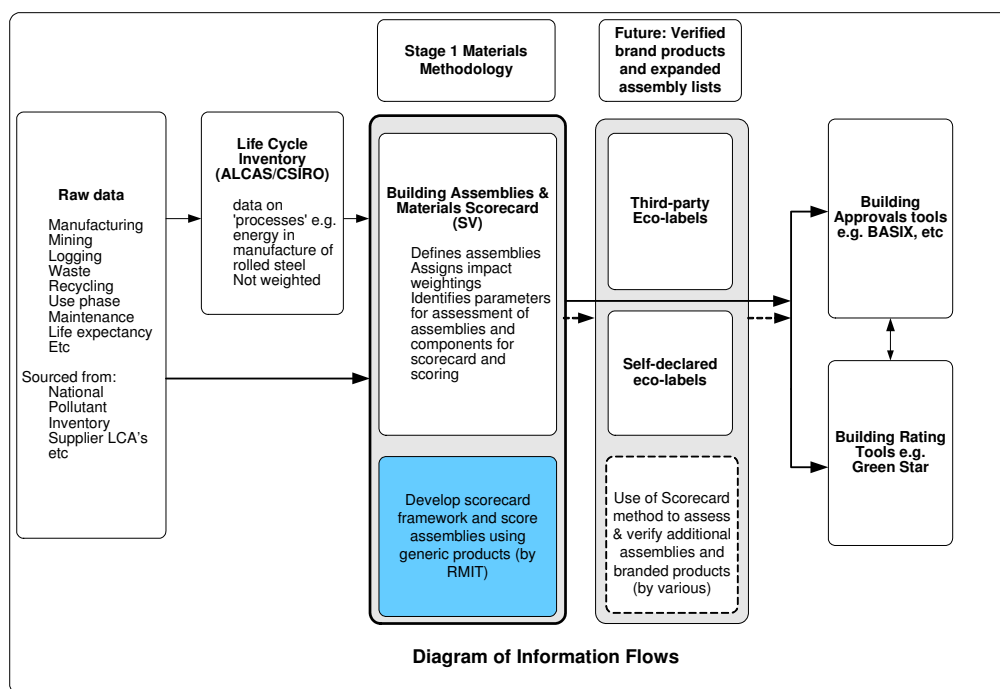 Stage 1 Materials
Methodology
Future: Verified
brand products
and expanded
assembly lists
Raw data
Manufacturing
Mining
Logging
Waste
Recycling
Use phase
Maintenance
Life expectancy
Etc
Sourced from:
National
Pollutant
Inventory
Supplier LCA's
etc
Life Cycle
Inventory
(ALCAS/CSIRO)
data on
'processes' e.g.
energy in
manufacture of
rolled steel
Not weighted
Building Assemblies &
Materials Scorecard
(SV)
Defines assemblies
Assigns impact
weightings
Identifies parameters
for assessment of
assemblies and
components for
scorecard and
scoring
Develop scorecard
framework and score
assemblies using
generic products (by
RMIT)
Third-party
Eco-labels
Self-declared
eco-labels
Use of Scorecard
method to assess
& verify additional
assemblies and
branded products
(by various)
Building
Approvals tools
e.g. BASIX, etc
Building Rating
Tools e.g.
Green Star
Diagram of Information Flows